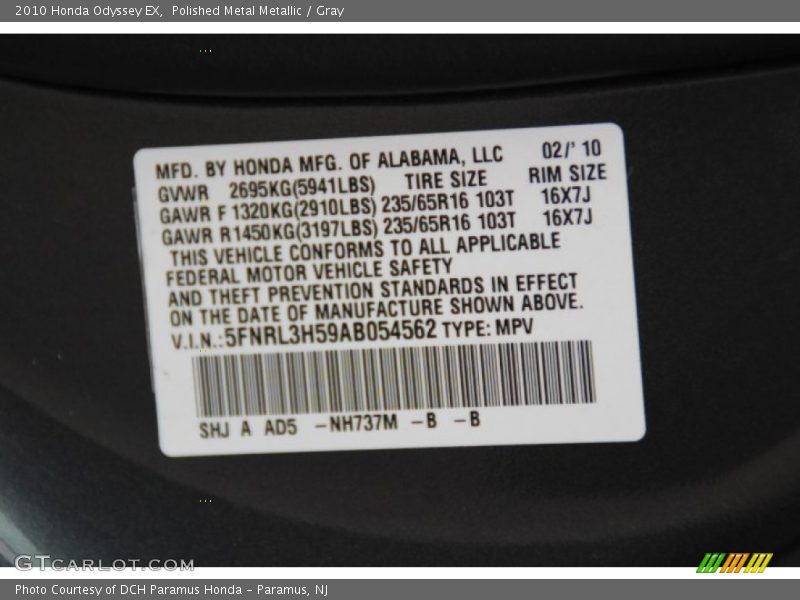 2010 Honda Odyssey EX, Polished Metal Metallic / Gray
MFD. BY HONDA MFG. OF ALABAMA, LLC 02/' 10
GVWR 2695KG(5941LBS) TIRE SIZE RIM SIZE
GAWR F 1320KG(2910LBS) 235/65R16 103T 16X7J
GAWR R1450KG(3197LBS) 235/65R16 103T 16X7J
THIS VEHICLE CONFORMS TO ALL APPLICABLE
FEDERAL MOTOR VEHICLE SAFETY
AND THEFT PREVENTION STANDARDS IN EFFECT
ON THE DATE OF MANUFACTURE SHOWN ABOVE.
V.I.N.:5FNRL3H59AB054562 TYPE: MPV
SHJ A AD5 -NH737M -B -B
GTCARLOT.COM
Photo Courtesy of DCH Paramus Honda - Paramus, NJ